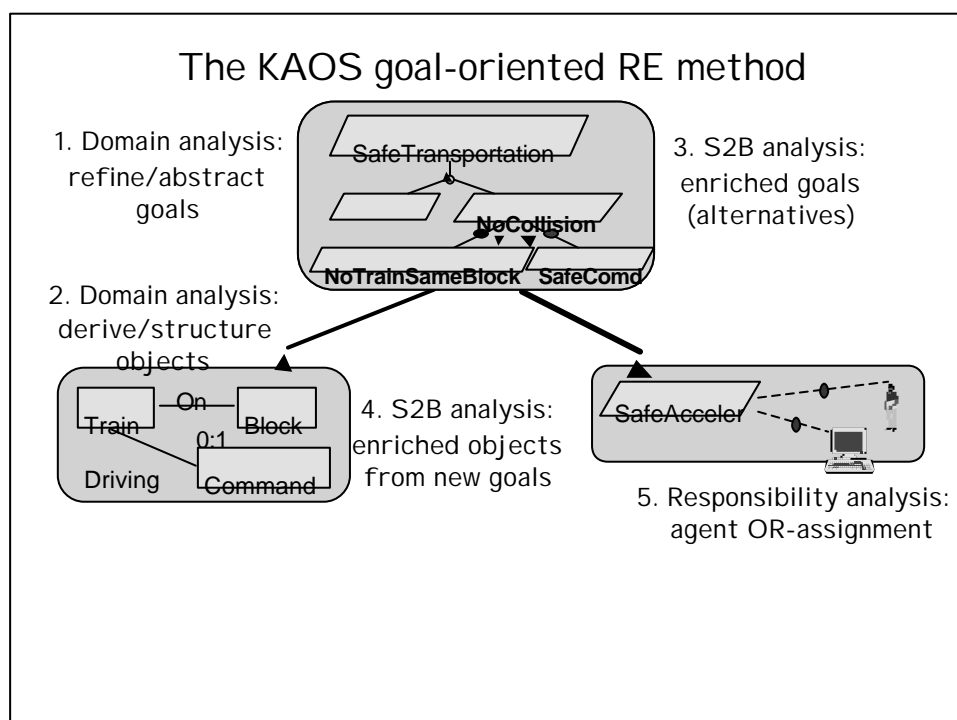 The KAOS goal-oriented RE method
1. Domain analysis:
refine/abstract
goals
SafeTransportation
NoCollision
NoTrainSameBlock
SafeComd
3. S2B analysis:
enriched goals
(alternatives)
2. Domain analysis:
derive/structure
objects
Train
On
Block
0:1
Driving
Command
4. S2B analysis:
enriched objects
from new goals
SafeAcceler
5. Responsibility analysis:
agent OR-assignment